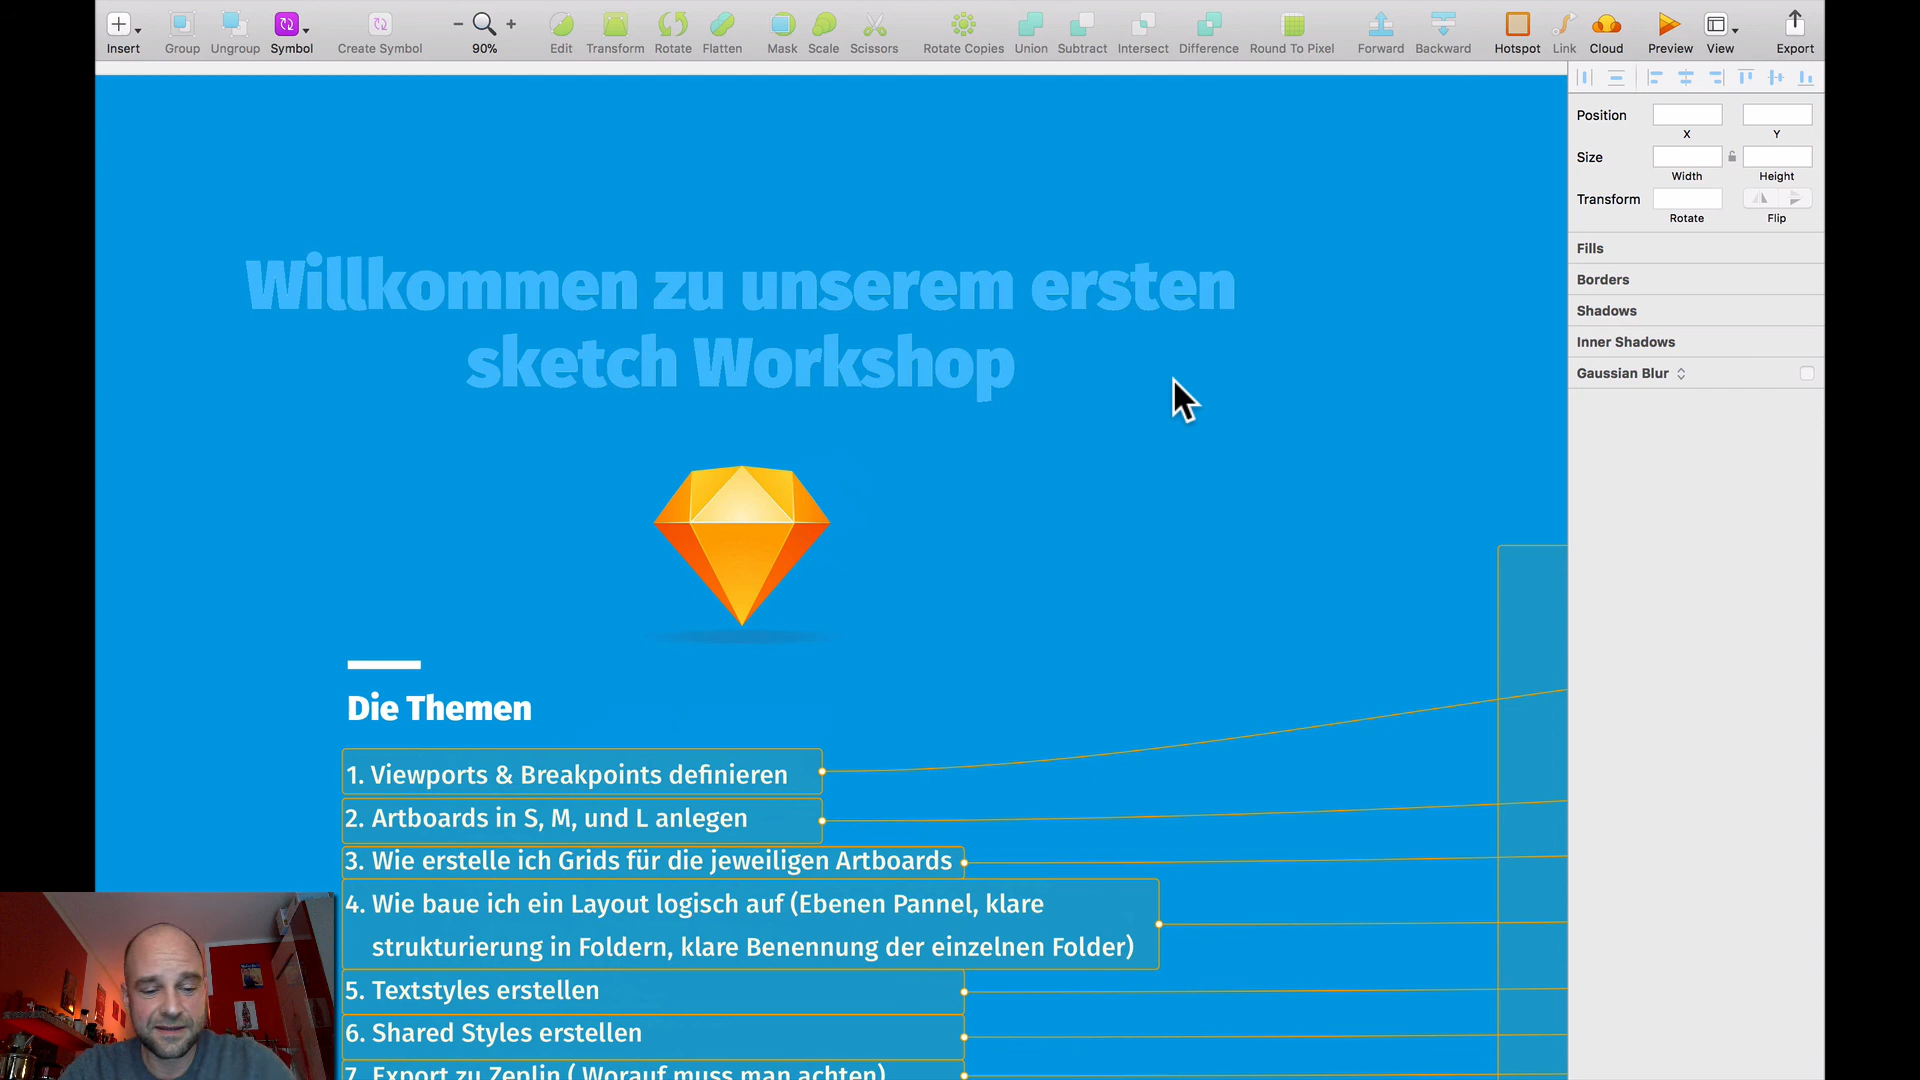 Insert
Group
Ungroup
Symbol
Create Symbol
90%
Edit
Transform
Rotate
Flatten
Mask
Scale
Scissors
Rotate Copies
Union
Subtract
Intersect
Difference
Round To Pixel
Forward
Backward
Hotspot
Link
Cloud
Preview
View
Export
Position
X
Y
Size
Width
Height
Transform
Rotate
Flip
Fills
Borders
Shadows
Inner Shadows
Gaussian Blur
Willkommen zu unserem ersten
sketch Workshop
Die Themen
1. Viewports & Breakpoints definieren
2. Artboards in S, M, und L anlegen
3. Wie erstelle ich Grids für die jeweiligen Artboards
4. Wie baue ich ein Layout logisch auf (Ebenen Pannel, klare
strukturierung in Foldern, klare Benennung der einzelnen Folder)
5. Textstyles erstellen
6. Shared Styles erstellen
7. Export zu Zeplin ( Worauf muss man achten)